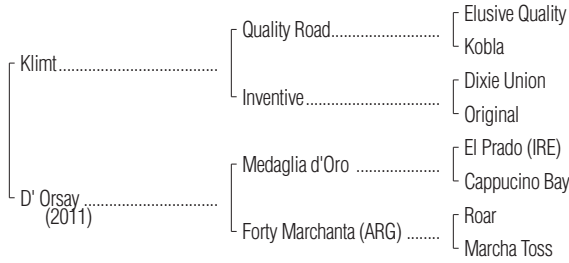 Elusive Quality
Quality Road
Kobla
Klimt
Dixie Union
Inventive
Original
El Prado (IRE)
Medaglia d'Oro
Cappucino Bay
D' Orsay
(2011)
Roar
Forty Marchanta (ARG)
Marcha Toss